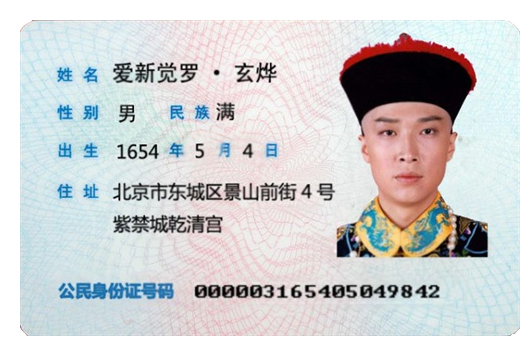 姓名 爱新觉罗·玄烨
性别 男 民族 满
出生 1654 年 5 月 4 日
住址 北京市东城区景山前街4号
紫禁城乾清宫
公民身份证号码 000003165405049842